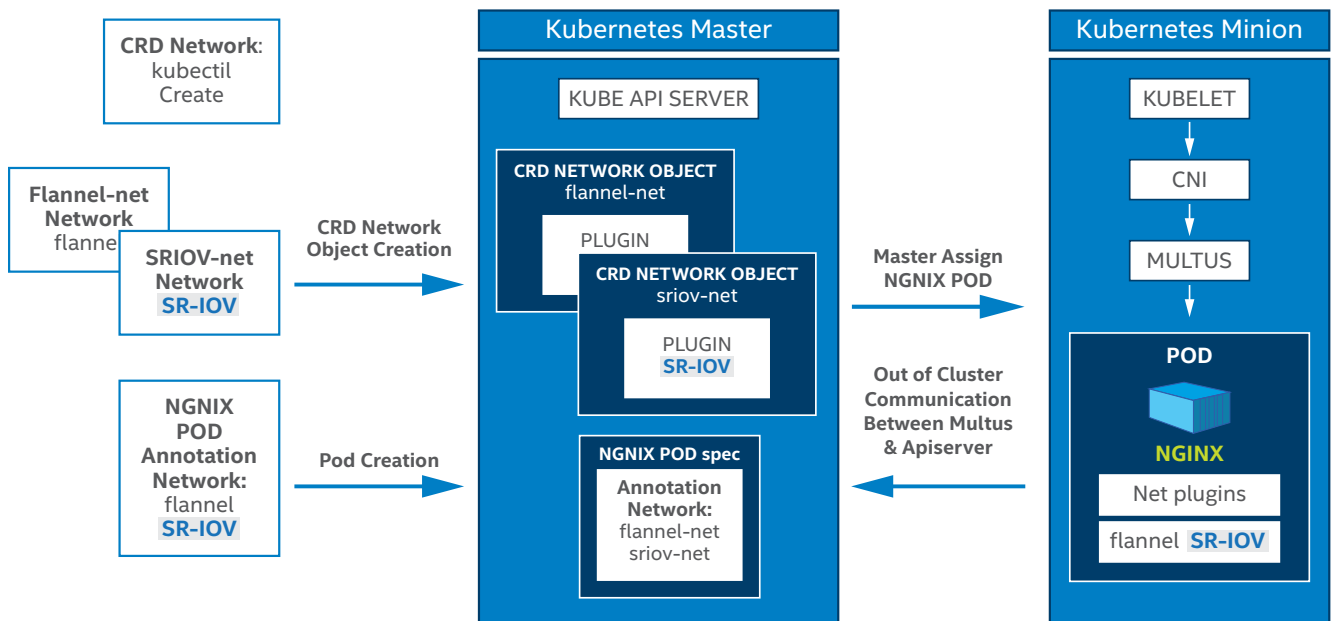 CRD Network:
kubectil
Create
Flannel-net
Network
flanne
SRIOV-net
Network
SR-IOV
NGNIX
POD
Annotation
Network:
flannel
SR-IOV
CRD Network
Object Creation
Pod Creation
Kubernetes Master
KUBE API SERVER
CRD NETWORK OBJECT
flannel-net
PLUGIN
CRD NETWORK OBJECT
sriov-net
PLUGIN
SR-IOV
NGNIX POD spec
Annotation
Network:
flannel-net
sriov-net
Master Assign
NGNIX POD
Out of Cluster
Communication
Between Multus
& Apiserver
Kubernetes Minion
KUBELET
CNI
MULTUS
POD
NGINX
Net plugins
flannel SR-IOV